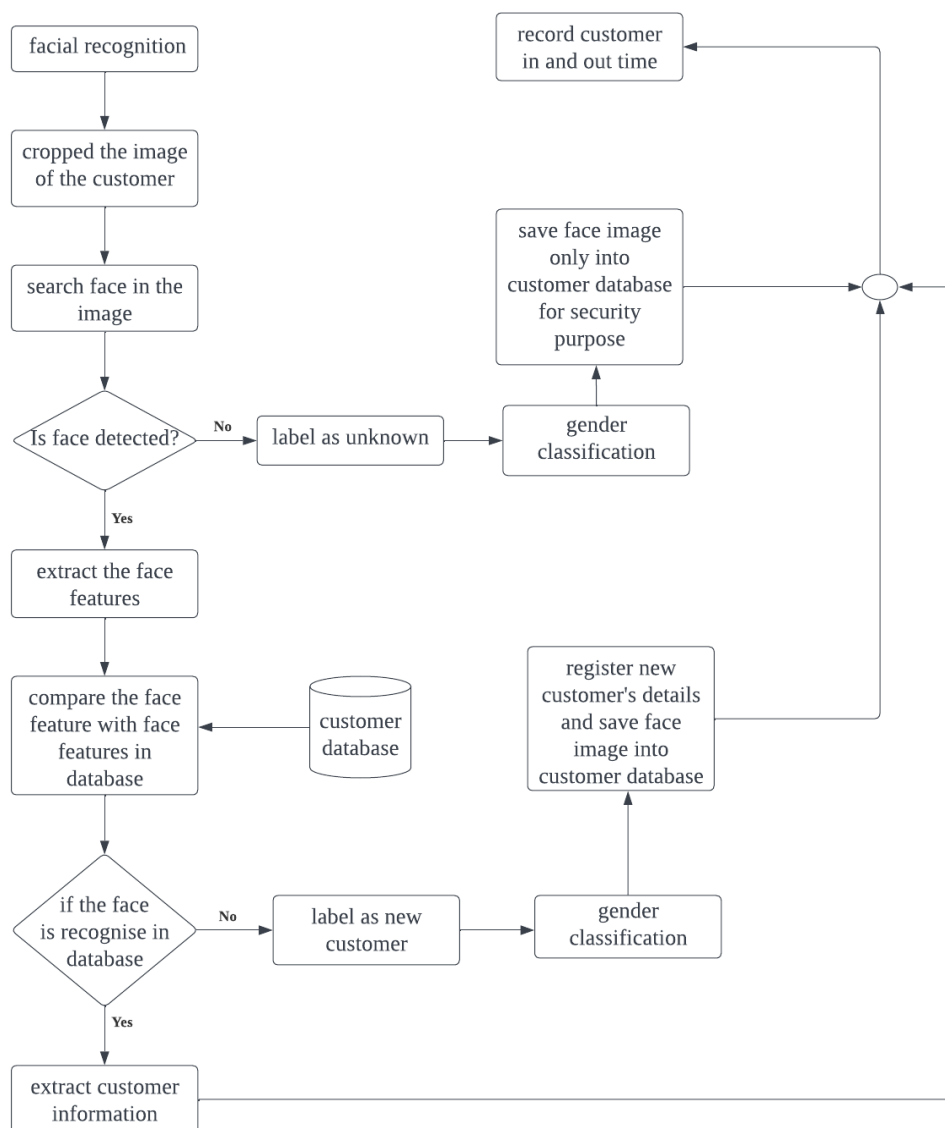 facial recognition
record customer
in and out time
cropped the image
of the customer
save face image
only into
customer database
for security
purpose
search face in the
image
Is face detected?
No
label as unknown
gender
classification
Yes
extract the face
features
compare the face
feature with face
features in
database
customer
database
register new
customer's details
and save face
image into
customer database
if the face
is recognise in
database
No
label as new
customer
gender
classification
Yes
extract customer
information